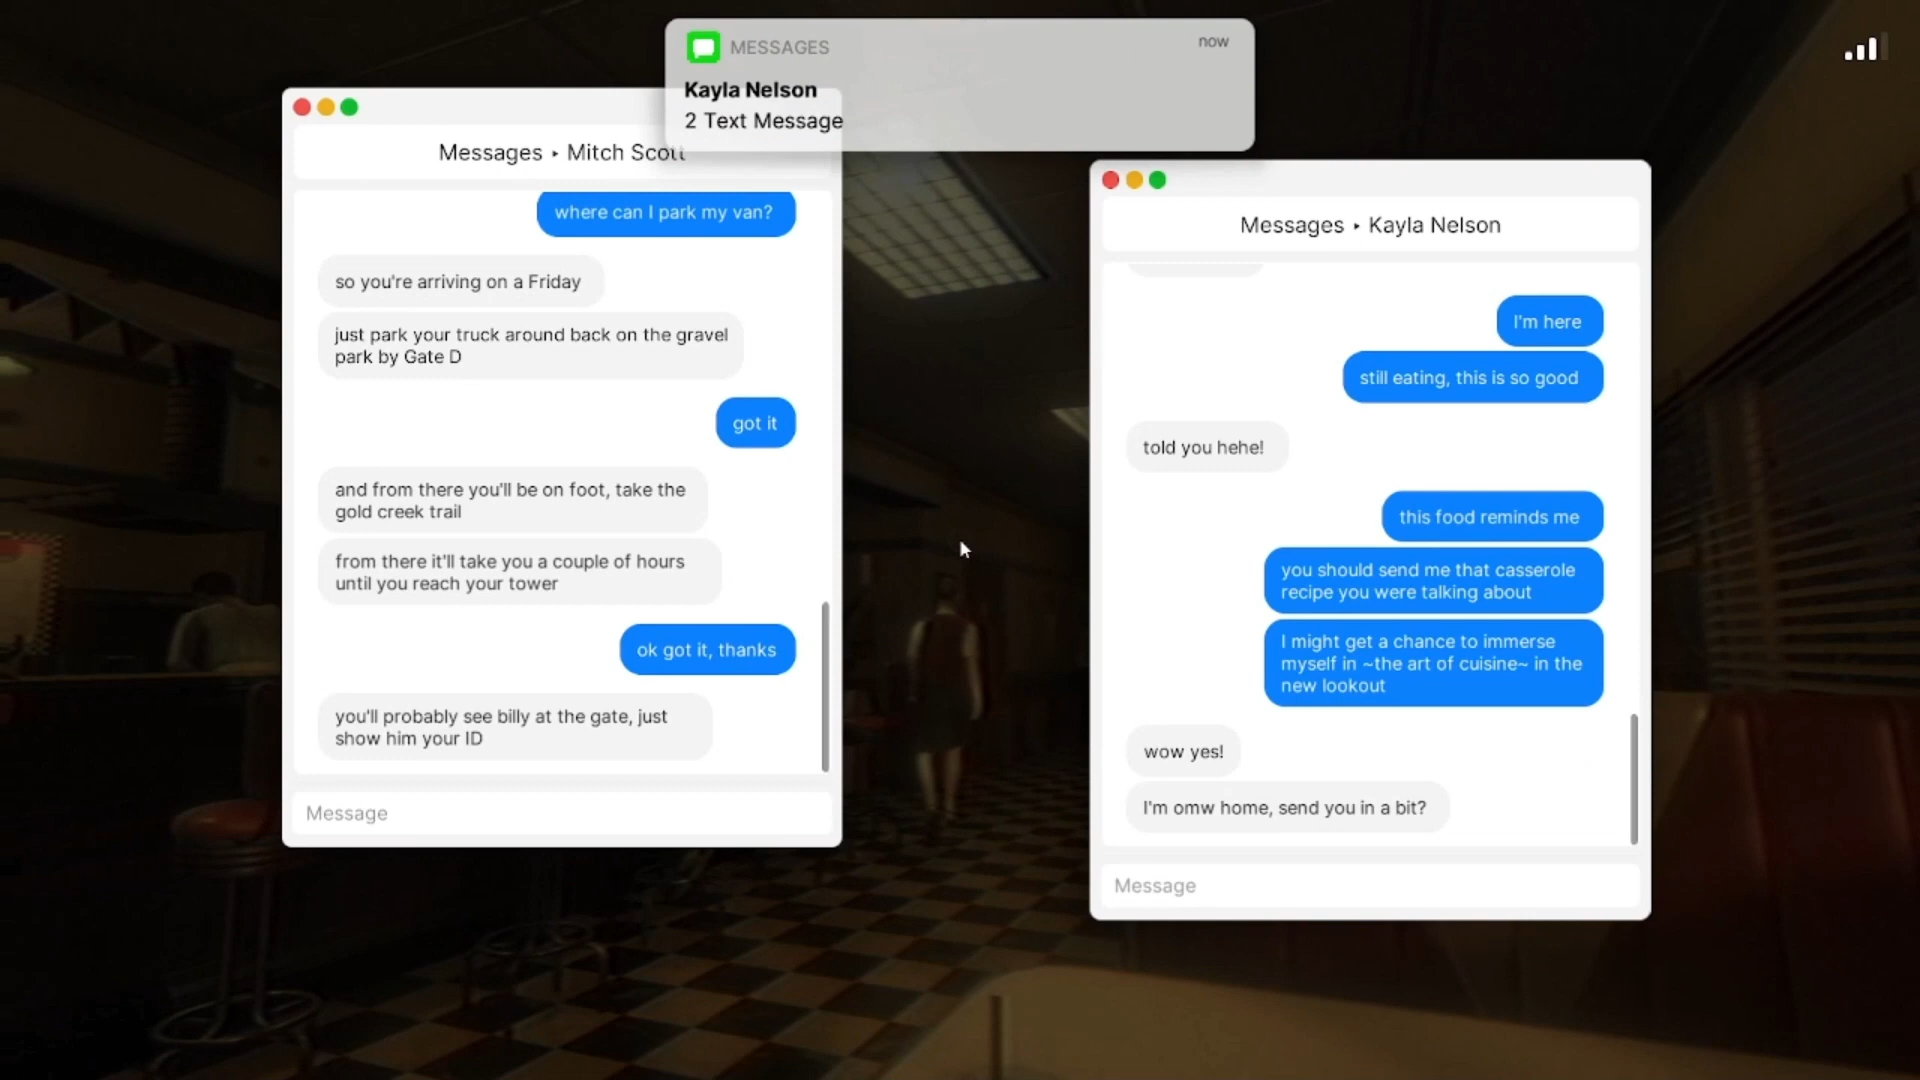 MESSAGES
now
Kayla Nelson
2 Text Message
Messages ‣ Mitch Scott
where can I park my van?
so you're arriving on a Friday
just park your truck around back on the gravel
park by Gate D
got it
and from there you'll be on foot, take the
gold creek trail
from there it'll take you a couple of hours
until you reach your tower
ok got it, thanks
you'll probably see billy at the gate, just
show him your ID
Message
Messages ‣ Kayla Nelson
I'm here
still eating, this is so good
told you hehe!
this food reminds me
you should send me that casserole
recipe you were talking about
I might get a chance to immerse
myself in ~the art of cuisine~ in the
new lookout
wow yes!
I'm omw home, send you in a bit?
Message